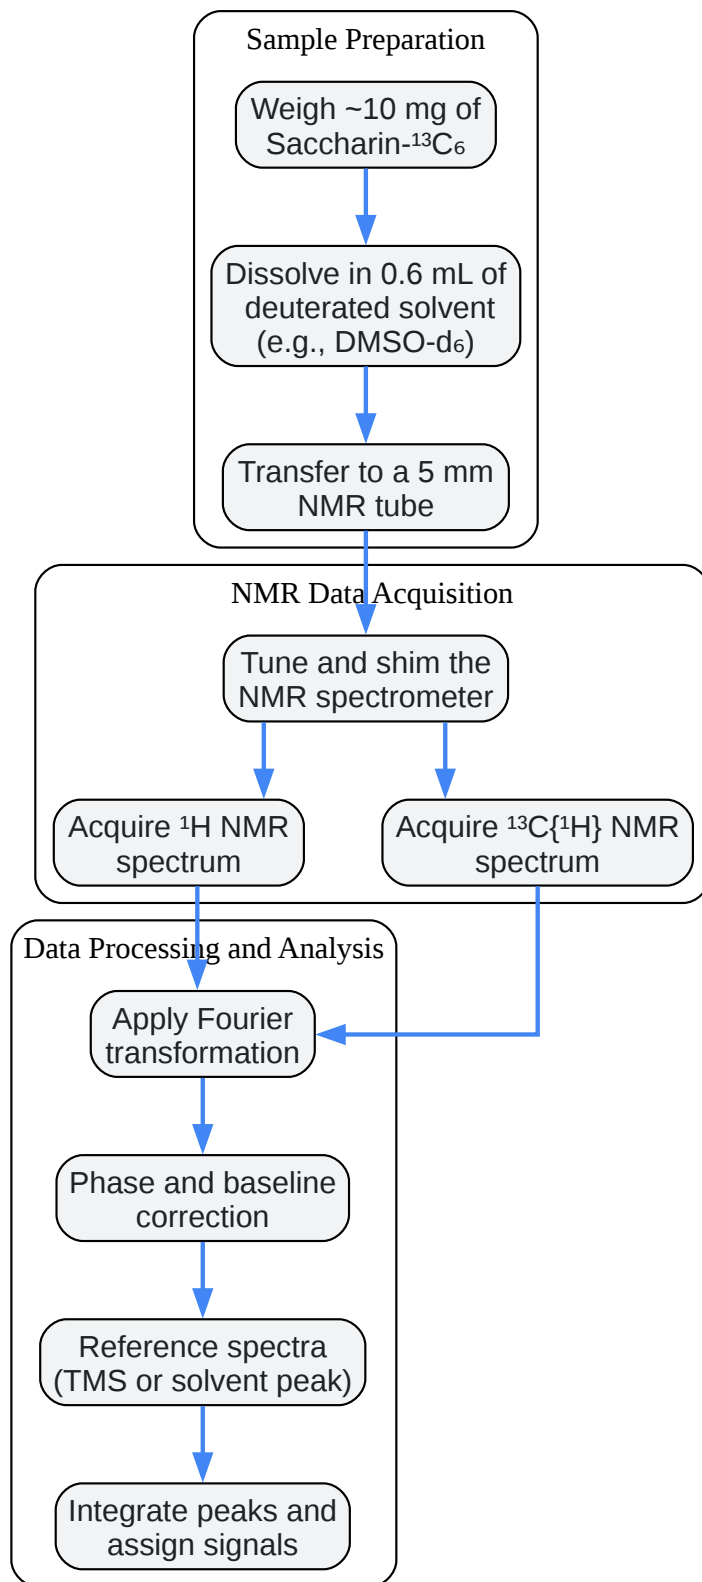 Sample Preparation
Weigh ~10 mg of
Saccharin-¹³C₆
Dissolve in 0.6 mL of
deuterated solvent
(e.g., DMSO-d₆)
Transfer to a 5 mm
NMR tube
NMR Data Acquisition
Tune and shim the
NMR spectrometer
Acquire ¹H NMR
spectrum
Acquire ¹³C{¹H} NMR
spectrum
Data Processing and Analysis
Apply Fourier
transformation
Phase and baseline
correction
Reference spectra
(TMS or solvent peak)
Integrate peaks and
assign signals